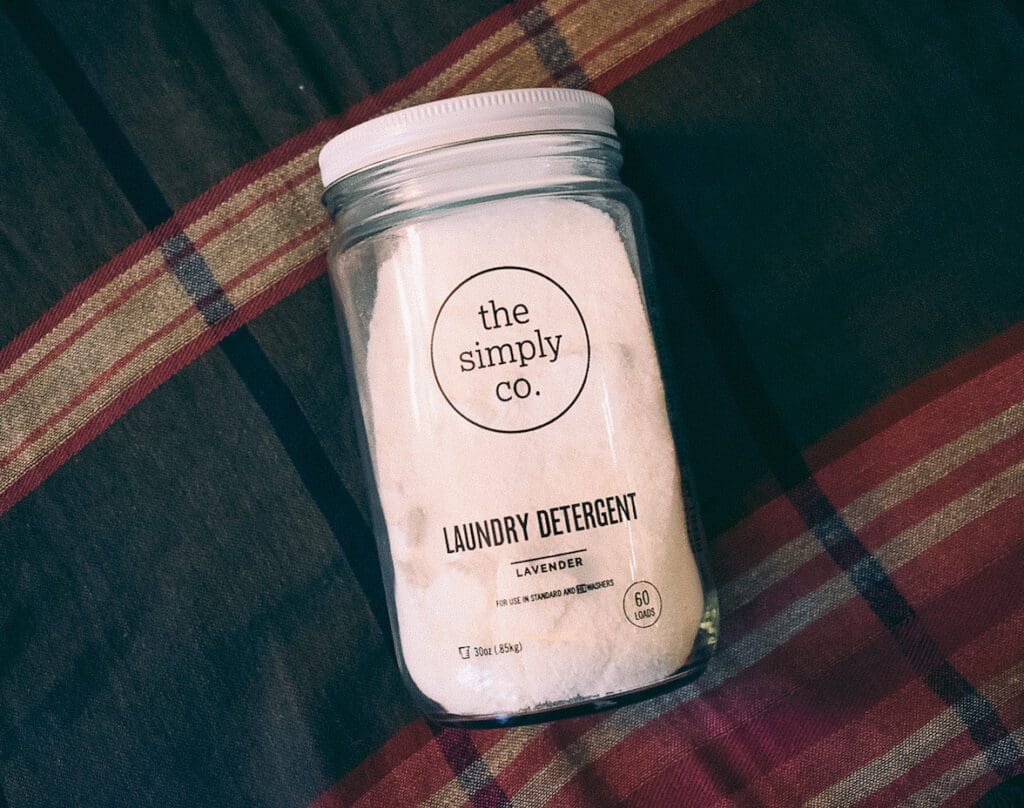 the
simply
co.
LAUNDRY DETERGENT
LAVENDER
FOR USE IN STANDARD AND HE WASHERS
60
LOADS
30oz (.85kg)